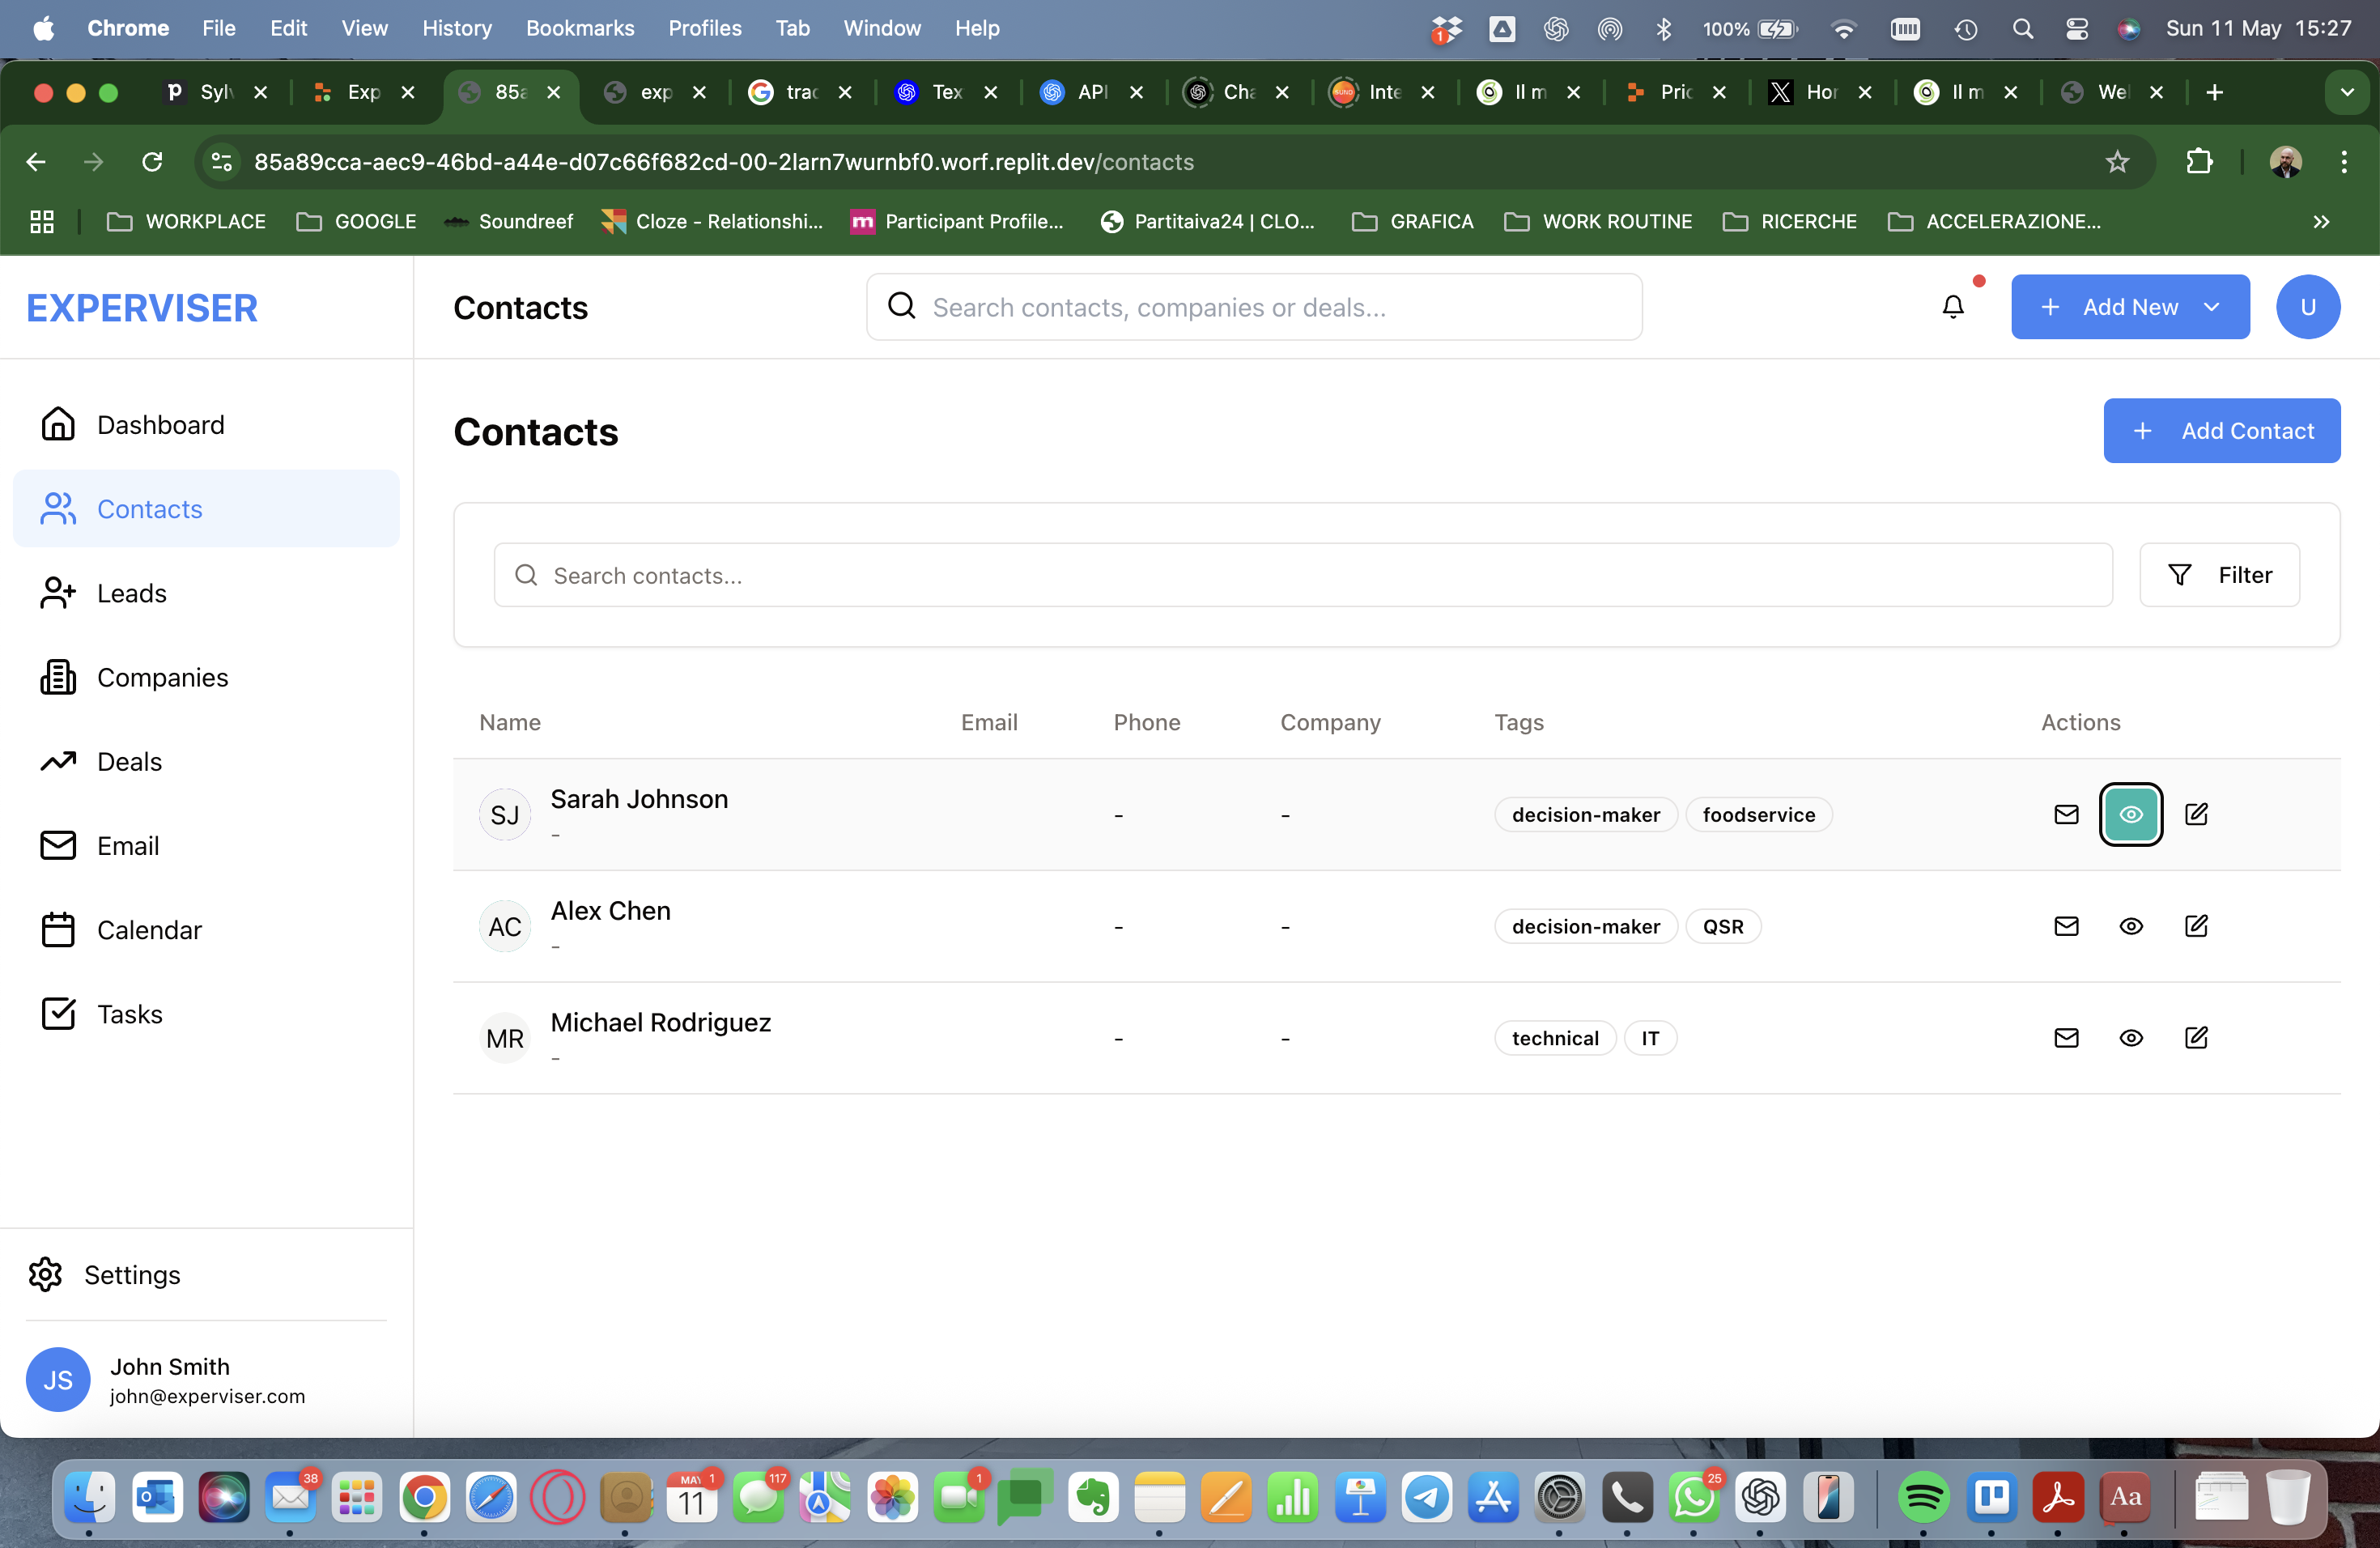 Chrome File Edit View History Bookmarks Profiles Tab Window Help 1 100% Sun 11 May 15:27
Syl Exp 85a exp trac Tex API Cha Inte Il m Pric Hor Il m Wel
85a89cca-aec9-46bd-a44e-d07c66f682cd-00-2larn7wurnbf0.worf.replit.dev/contacts
WORKPLACE GOOGLE Soundreef Cloze - Relationshi... Participant Profile... Partitaiva24 | CLO... GRAFICA WORK ROUTINE RICERCHE ACCELERAZIONE...
EXPERVISER
Contacts
Search contacts, companies or deals...
Add New
U
Dashboard
Contacts
Leads
Companies
Deals
Email
Calendar
Tasks
Settings
JS
John Smith
john@experviser.com
Contacts
Add Contact
Search contacts...
Filter
Name Email Phone Company Tags Actions
SJ Sarah Johnson - - decision-maker foodservice
-
AC Alex Chen - - decision-maker QSR
-
MR Michael Rodriguez - - technical IT
-
38 MAY 1 11 117 1 25 Aa